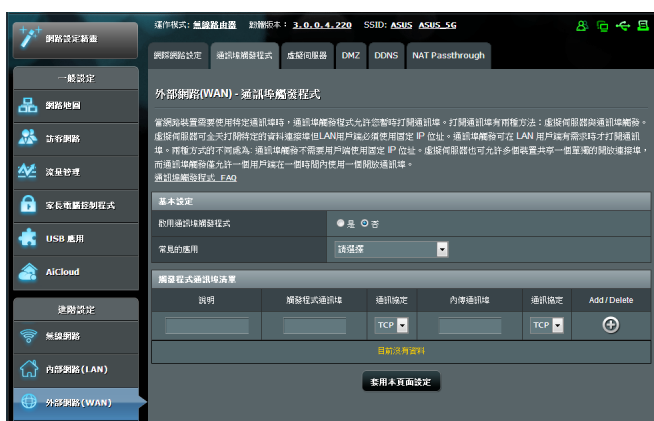 運作模式: 無線路由器 韌體版本: 3.0.0.4.220 SSID: ASUS ASUS_5G
網路設定精靈
網際網路設定 通訊埠觸發程式 虛擬伺服器 DMZ DDNS NAT Passthrough
一般設定
網路地圖
訪客網路
流量管理
家長電腦控制程式
USB 應用
AiCloud
進階設定
無線網路
內部網路(LAN)
外部網路(WAN)
外部網路(WAN) - 通訊埠觸發程式
當網路裝置需要使用特定通訊埠時，通訊埠觸發程式允許您暫時打開通訊埠。打開通訊埠有兩種方法：虛擬伺服器與通訊埠觸發。
虛擬伺服器可全天打開特定的資料連接埠但LAN用戶端必須使用固定 IP 位址。通訊埠觸發可在 LAN 用戶端有需求時才打開通訊
埠。兩種方式的不同處為: 通訊埠觸發不需要用戶端使用固定 IP 位址。虛擬伺服器也可允許多個裝置共享一個單獨的開放連接埠，
而通訊埠觸發僅允許一個用戶端在一個時間內使用一個開放通訊埠。
通訊埠觸發程式_FAQ
基本設定
啟用通訊埠觸發程式 是 否
常見的應用 請選擇
觸發程式通訊埠清單
說明 觸發程式通訊埠 通訊協定 內傳通訊埠 通訊協定 Add / Delete
TCP TCP
目前沒有資料
套用本頁面設定